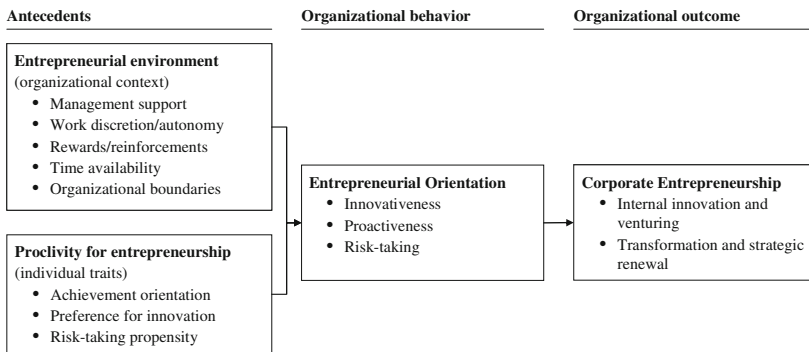 Antecedents
Organizational behavior
Organizational outcome
Entrepreneurial environment
(organizational context)
• Management support
• Work discretion/autonomy
• Rewards/reinforcements
• Time availability
• Organizational boundaries
Proclivity for entrepreneurship
(individual traits)
• Achievement orientation
• Preference for innovation
• Risk-taking propensity
Entrepreneurial Orientation
• Innovativeness
• Proactiveness
• Risk-taking
Corporate Entrepreneurship
• Internal innovation and
venturing
• Transformation and strategic
renewal